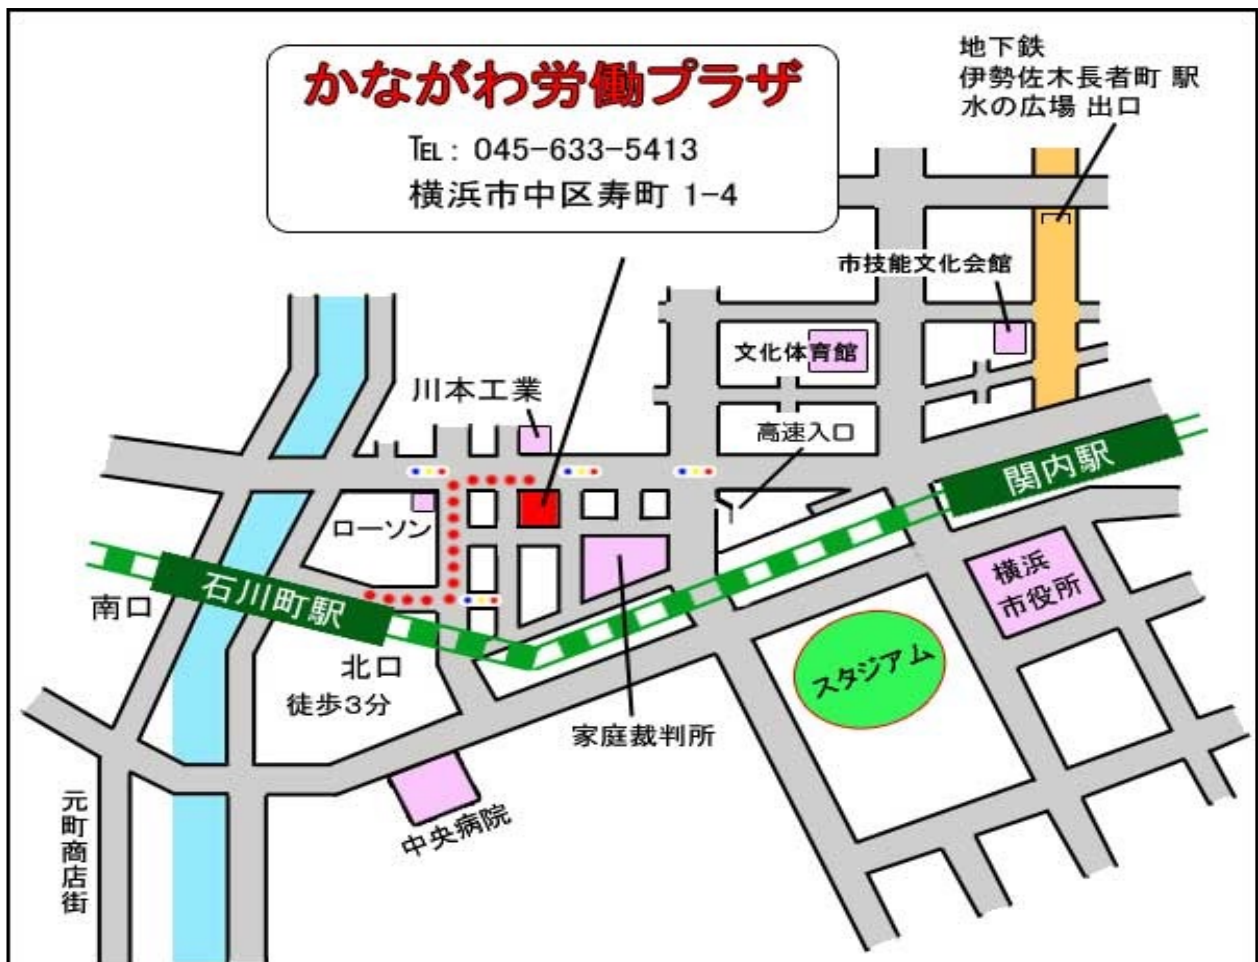 かながわ労働プラザ
℡: 045-633-5413
横浜市中区寿町 1-4
地下鉄
伊勢佐木長者町 駅
水の広場 出口
市技能文化会館
文化体育館
川本工業
高速入口
関内駅
ローソン
石川町駅
南口
北口
徒歩3分
横浜
市役所
スタジアム
家庭裁判所
中央病院
元町商店街